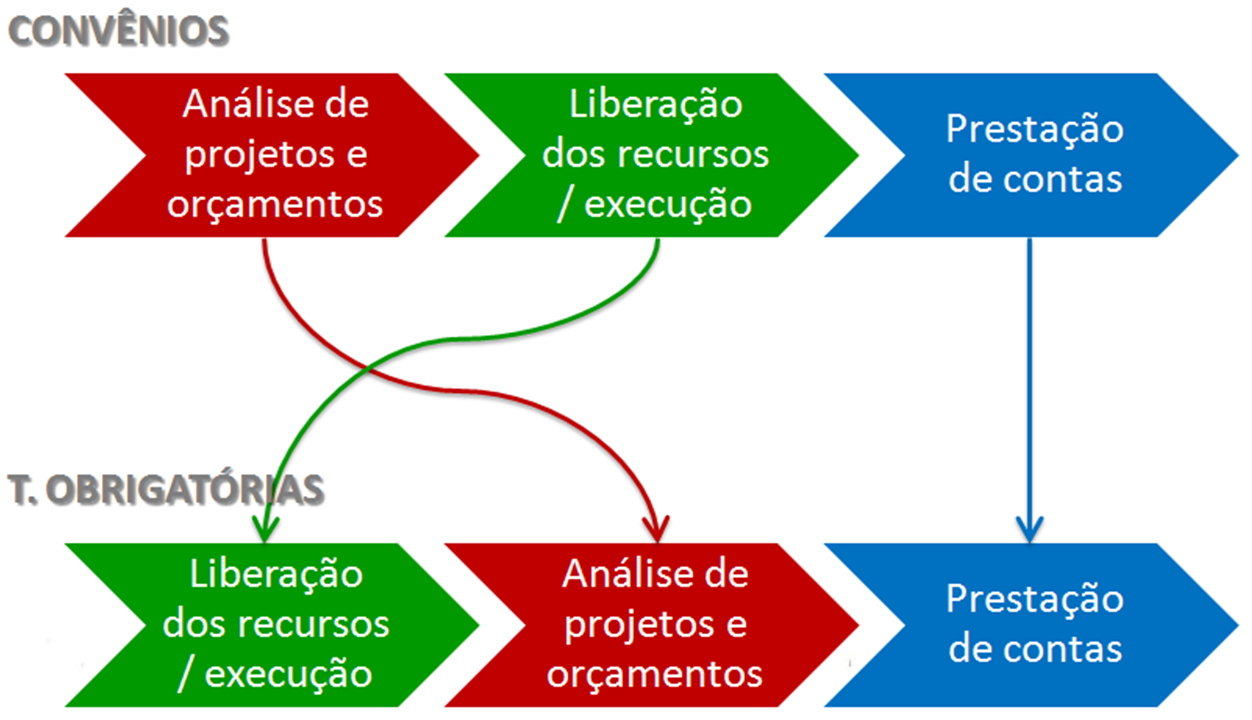 CONVÊNIOS
Análise de
projetos e
orçamentos
Liberação
dos recursos
/ execução
Prestação
de contas
T. OBRIGATÓRIAS
Liberação
dos recursos
/ execução
Análise de
projetos e
orçamentos
Prestação
de contas